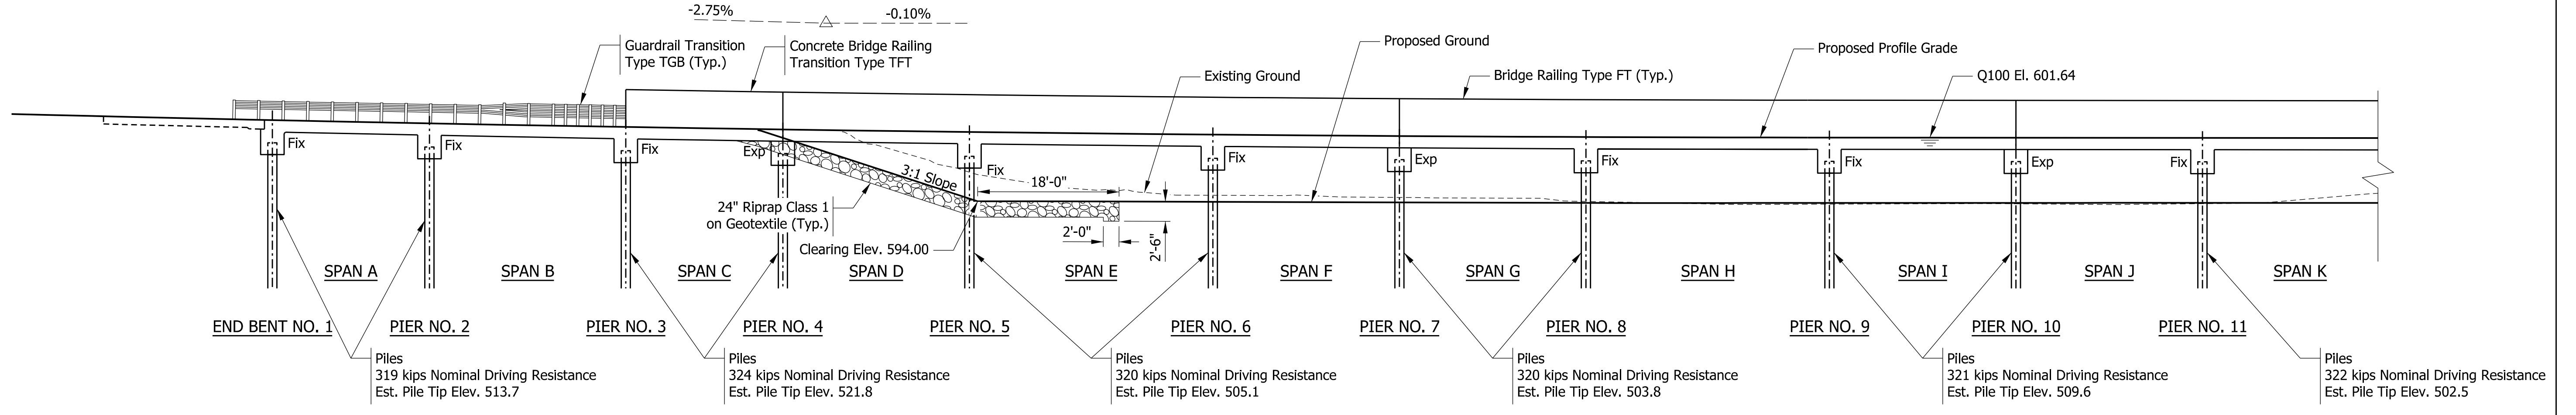 -2.75%
-0.10%
Guardrail Transition
Type TGB (Typ.)
Concrete Bridge Railing
Transition Type TFT
Existing Ground
Proposed Ground
Bridge Railing Type FT (Typ.)
Proposed Profile Grade
Q100 El. 601.64
Fix
Fix
Fix
Exp
Fix
Fix
Exp
Fix
Fix
Exp
Fix
3:1 Slope
18'-0"
24" Riprap Class 1
on Geotextile (Typ.)
Clearing Elev. 594.00
2'-0"
2'-6"
SPAN A
SPAN B
SPAN C
SPAN D
SPAN E
SPAN F
SPAN G
SPAN H
SPAN I
SPAN J
SPAN K
END BENT NO. 1
PIER NO. 2
PIER NO. 3
PIER NO. 4
PIER NO. 5
PIER NO. 6
PIER NO. 7
PIER NO. 8
PIER NO. 9
PIER NO. 10
PIER NO. 11
Piles
319 kips Nominal Driving Resistance
Est. Pile Tip Elev. 513.7
Piles
324 kips Nominal Driving Resistance
Est. Pile Tip Elev. 521.8
Piles
320 kips Nominal Driving Resistance
Est. Pile Tip Elev. 505.1
Piles
320 kips Nominal Driving Resistance
Est. Pile Tip Elev. 503.8
Piles
321 kips Nominal Driving Resistance
Est. Pile Tip Elev. 509.6
Piles
322 kips Nominal Driving Resistance
Est. Pile Tip Elev. 502.5